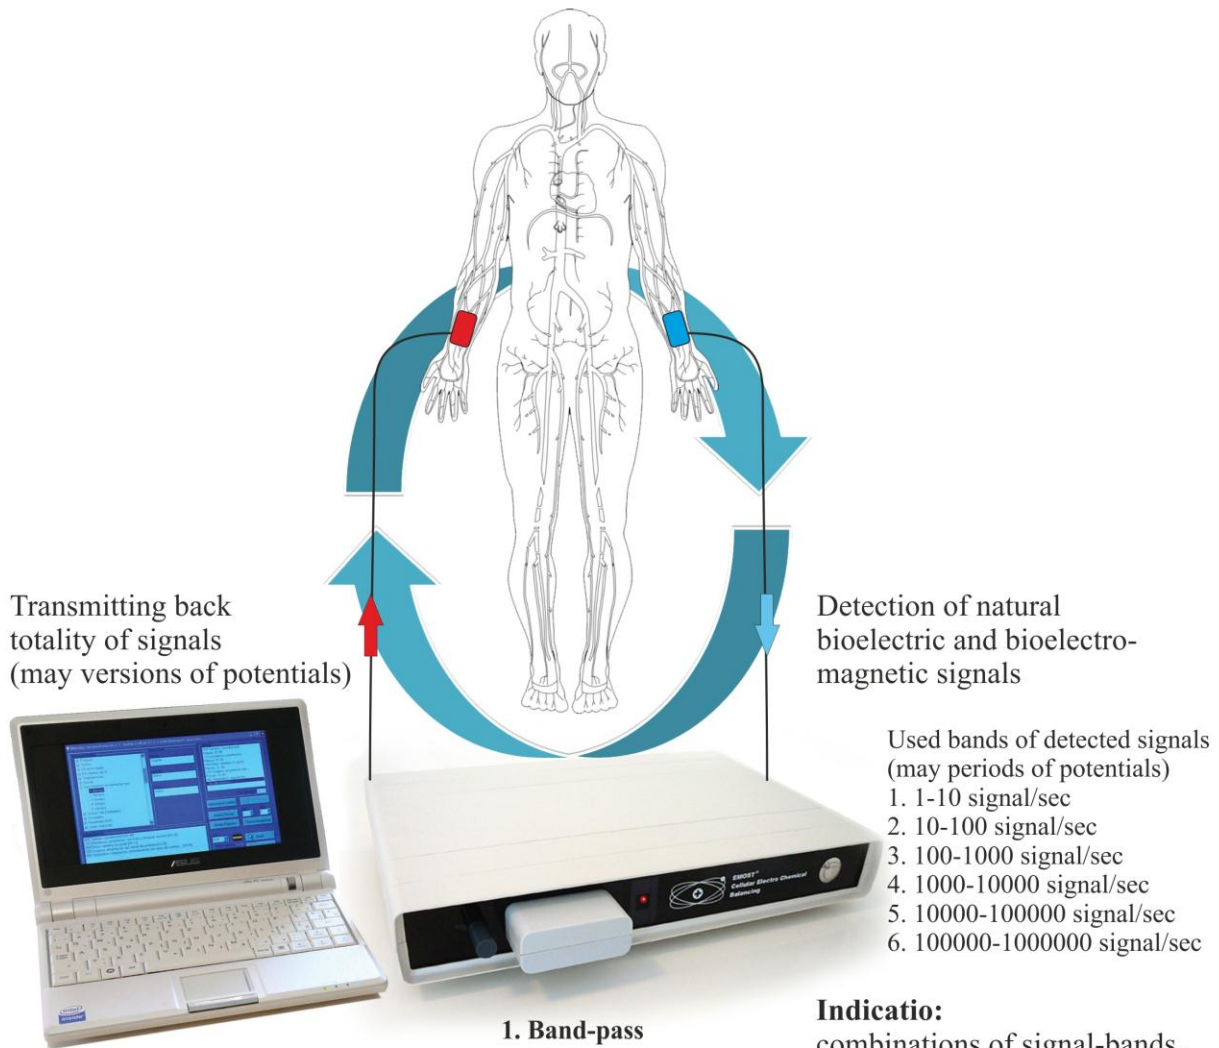 Transmitting back
totality of signals
(may versions of potentials)
Detection of natural
bioelectric and bioelectro-
magnetic signals
Used bands of detected signals
(may periods of potentials)
1. 1-10 signal/sec
2. 10-100 signal/sec
3. 100-1000 signal/sec
4. 1000-10000 signal/sec
5. 10000-100000 signal/sec
6. 100000-1000000 signal/sec
EMOST®
Cellular Electro Chemical
Balancing
ASUS
inside
1. Band-pass
Indicatio:
combinations of signal-bands